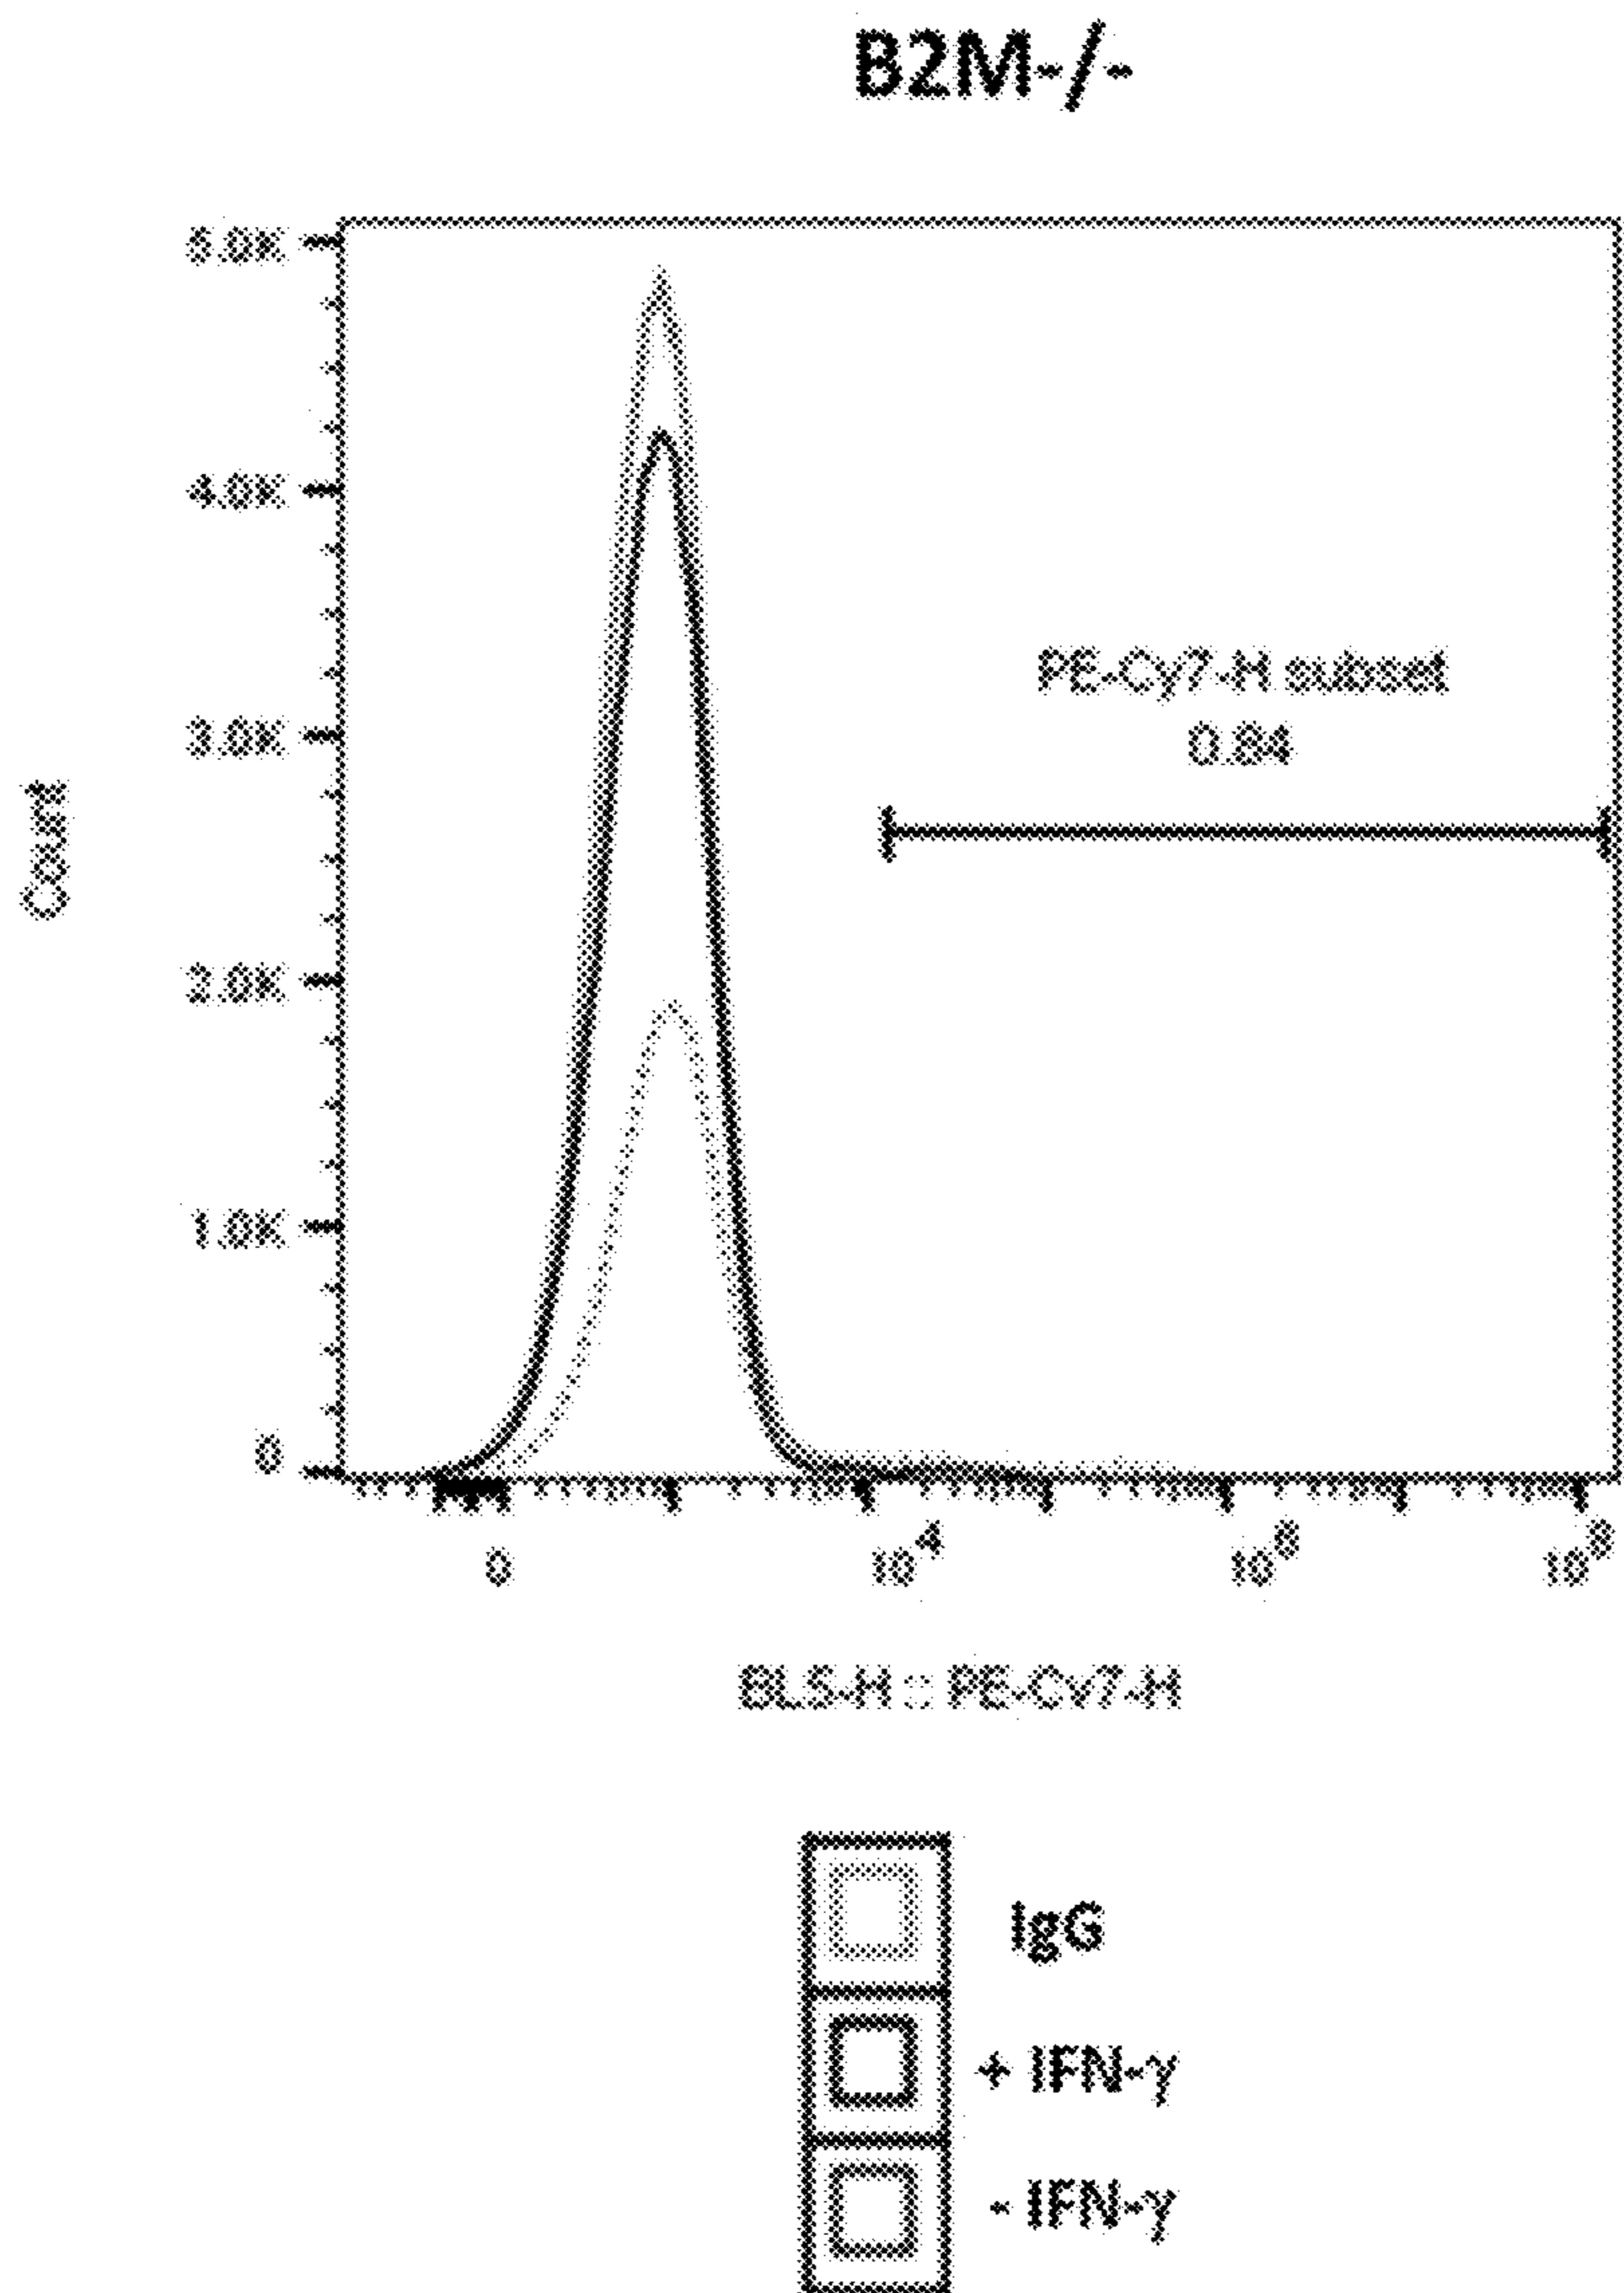 B2M-/-
5.0K
4.0K
3.0K
2.0K
1.0K
0
Count
PE-Cy7-H subset
0.84
0
10^4
10^6
10^8
BL5-H :: PE-Cy7-H
IgG
+ IFN-γ
- IFN-γ